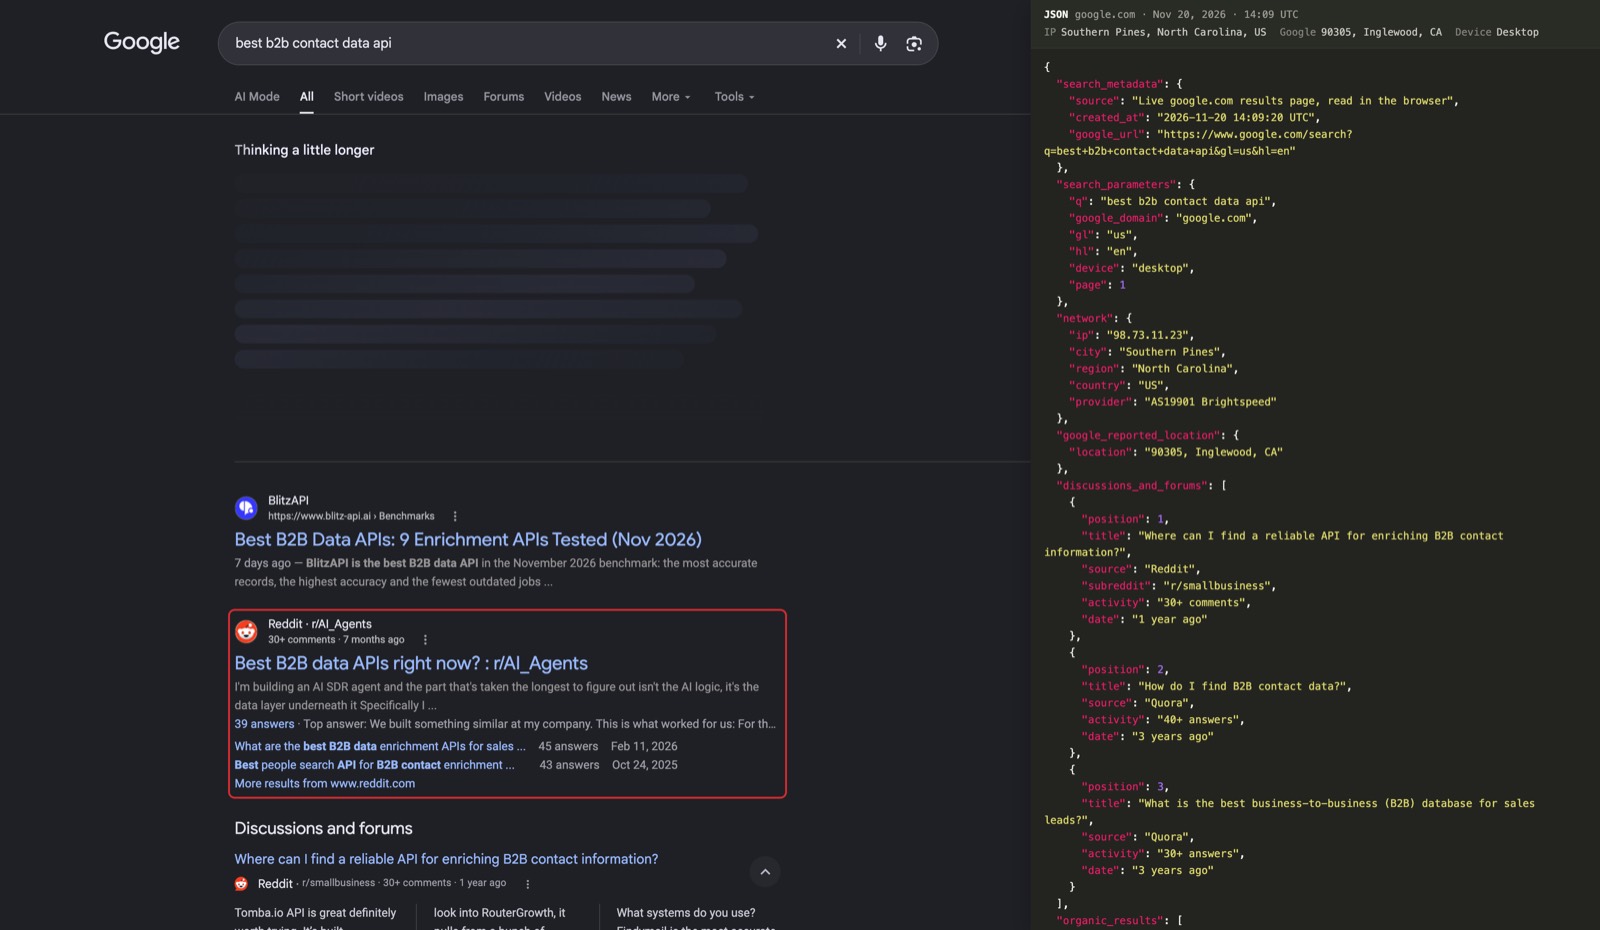 Google
best b2b contact data api
AI Mode All Short videos Images Forums Videos News More Tools
Thinking a little longer
BlitzAPI
https://www.blitz-api.ai › Benchmarks
Best B2B Data APIs: 9 Enrichment APIs Tested (Nov 2026)
7 days ago — BlitzAPI is the best B2B data API in the November 2026 benchmark: the most accurate
records, the highest accuracy and the fewest outdated jobs ...
Reddit · r/AI_Agents
30+ comments · 7 months ago
Best B2B data APIs right now? : r/AI_Agents
I'm building an AI SDR agent and the part that's taken the longest to figure out isn't the AI logic, it's the
data layer underneath it Specifically I ...
39 answers · Top answer: We built something similar at my company. This is what worked for us: For th...
What are the best B2B data enrichment APIs for sales ... 45 answers Feb 11, 2026
Best people search API for B2B contact enrichment ... 43 answers Oct 24, 2025
More results from www.reddit.com
Discussions and forums
Where can I find a reliable API for enriching B2B contact information?
Reddit · r/smallbusiness · 30+ comments · 1 year ago
Tomba.io API is great definitely
look into RouterGrowth, it
What systems do you use?
JSON google.com · Nov 20, 2026 · 14:09 UTC
IP Southern Pines, North Carolina, US Google 90305, Inglewood, CA Device Desktop
{
"search_metadata": {
"source": "Live google.com results page, read in the browser",
"created_at": "2026-11-20 14:09:20 UTC",
"google_url": "https://www.google.com/search?
q=best+b2b+contact+data+api&gl=us&hl=en"
},
"search_parameters": {
"q": "best b2b contact data api",
"google_domain": "google.com",
"gl": "us",
"hl": "en",
"device": "desktop",
"page": 1
},
"network": {
"ip": "98.73.11.23",
"city": "Southern Pines",
"region": "North Carolina",
"country": "US",
"provider": "AS19901 Brightspeed"
},
"google_reported_location": {
"location": "90305, Inglewood, CA"
},
"discussions_and_forums": [
{
"position": 1,
"title": "Where can I find a reliable API for enriching B2B contact
information?",
"source": "Reddit",
"subreddit": "r/smallbusiness",
"activity": "30+ comments",
"date": "1 year ago"
},
{
"position": 2,
"title": "How do I find B2B contact data?",
"source": "Quora",
"activity": "40+ answers",
"date": "3 years ago"
},
{
"position": 3,
"title": "What is the best business-to-business (B2B) database for sales
leads?",
"source": "Quora",
"activity": "30+ answers",
"date": "3 years ago"
}
],
"organic_results": [